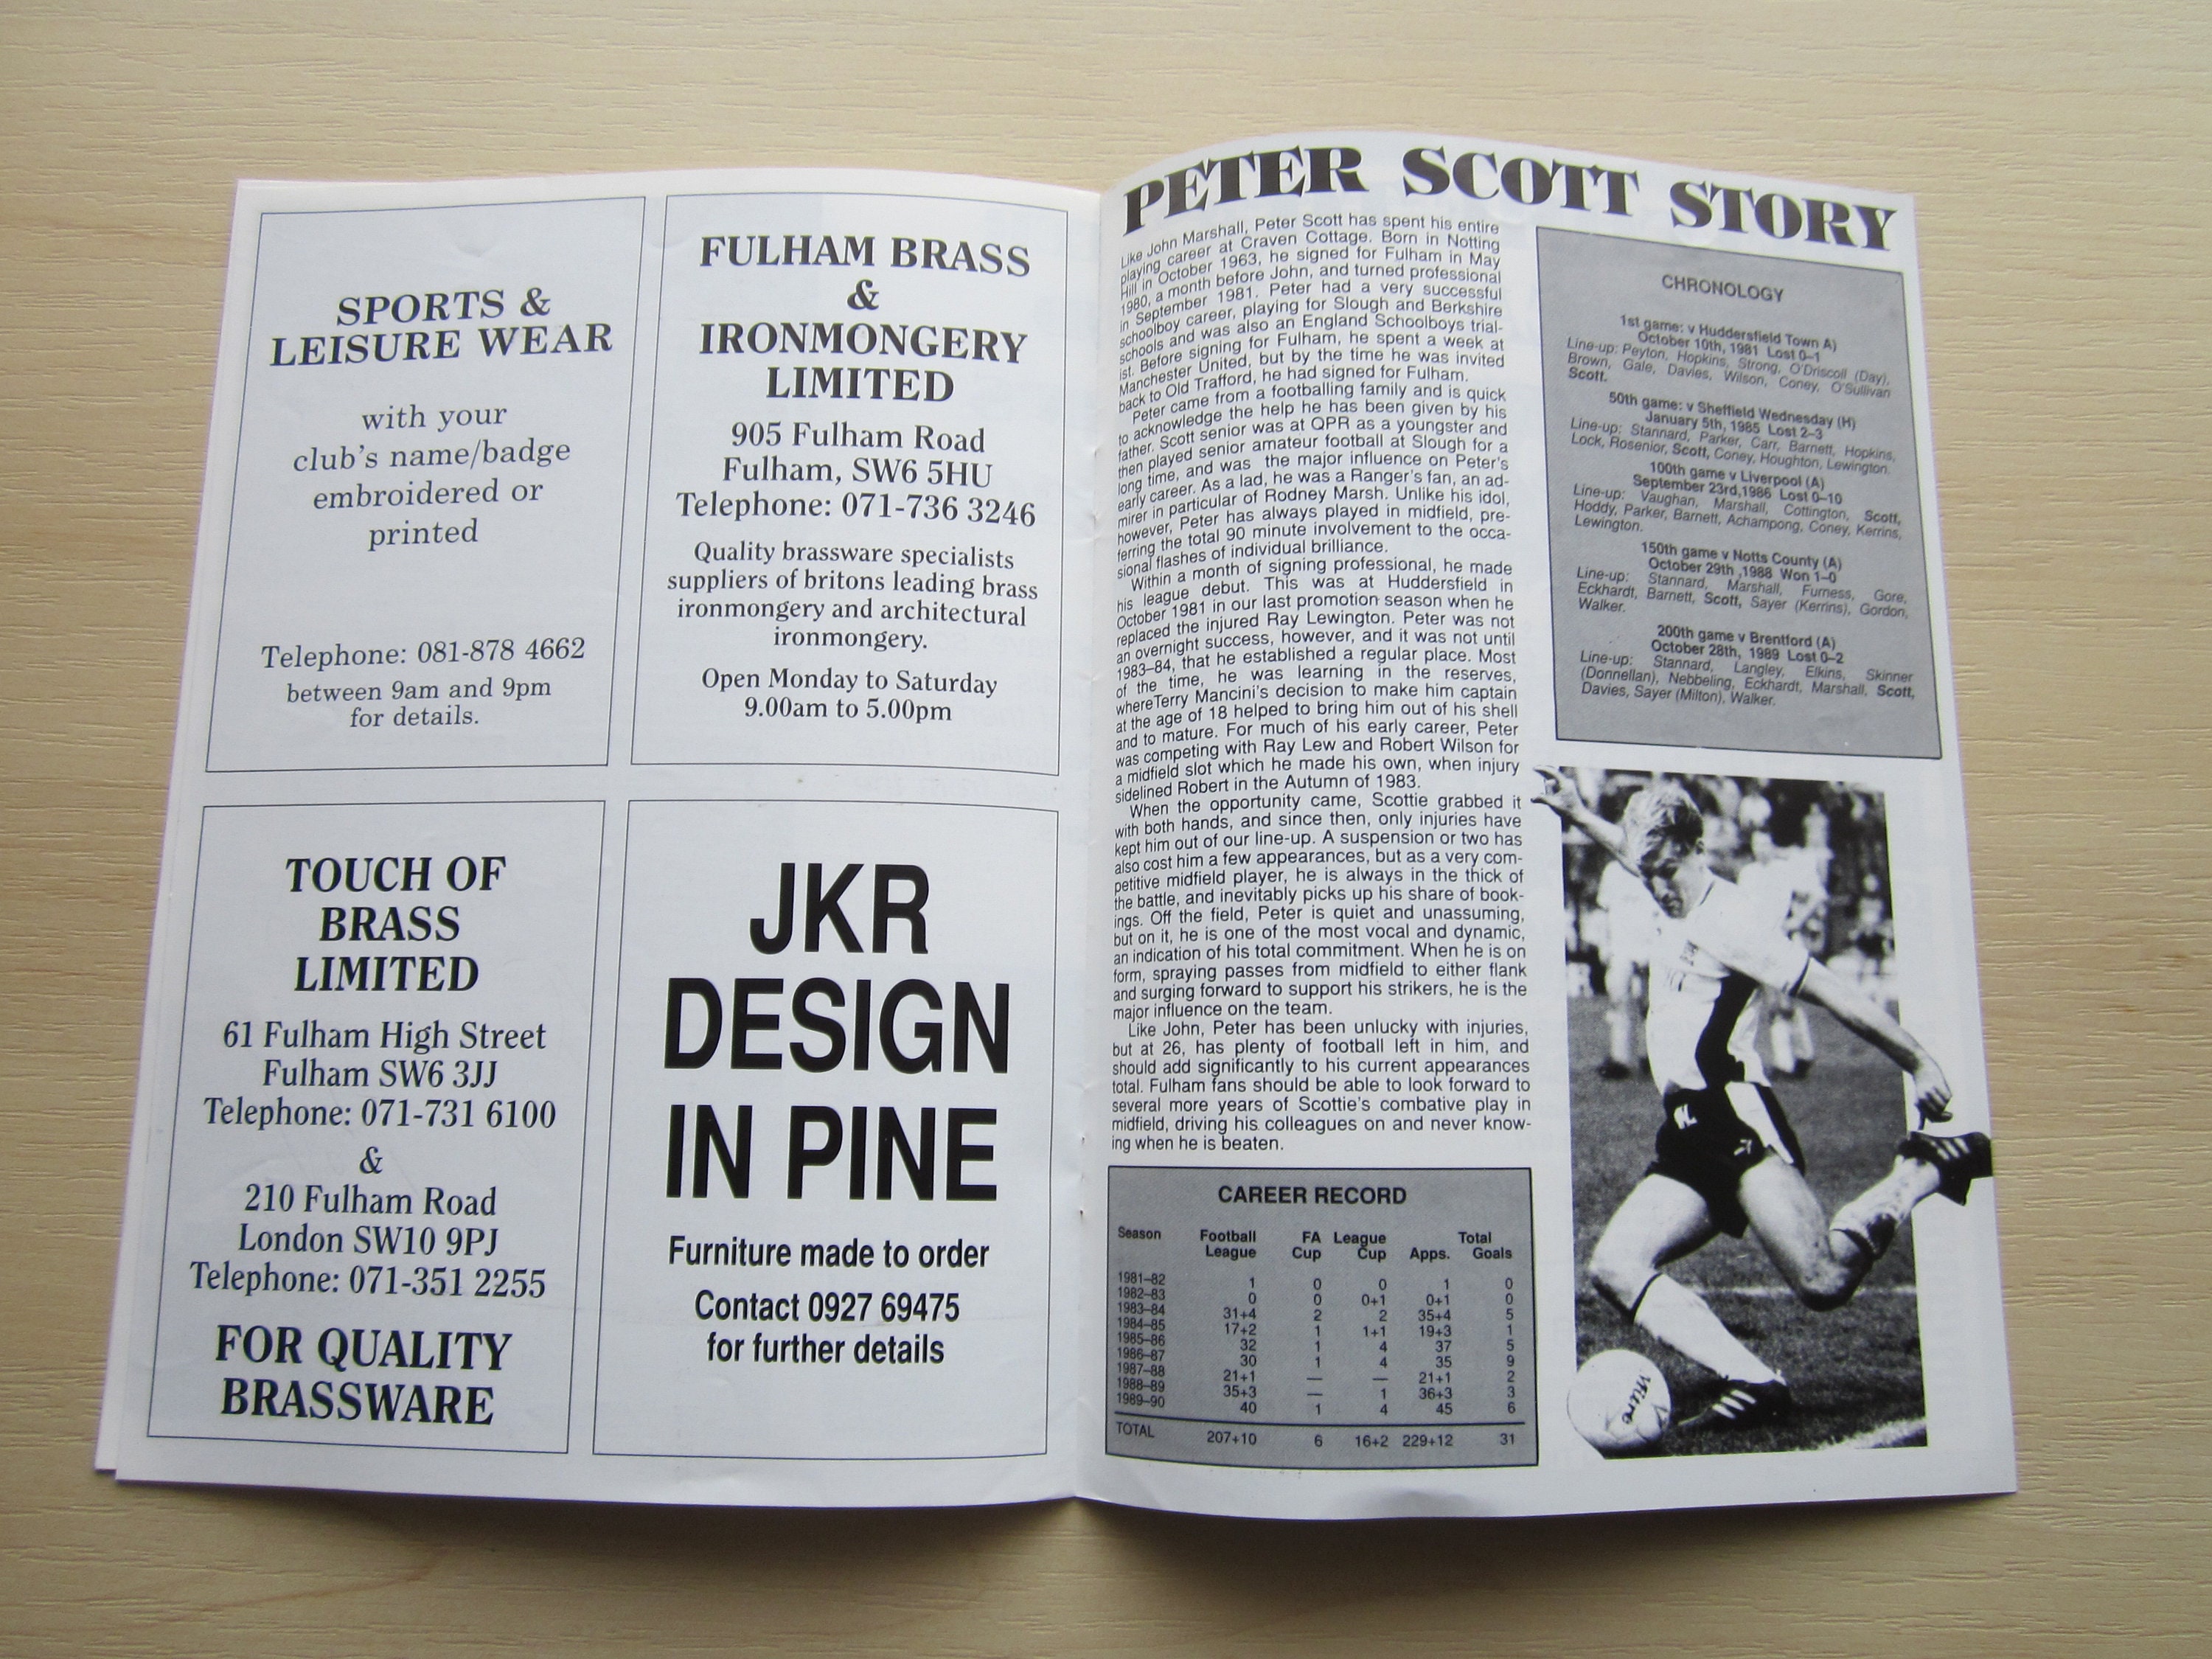 SPORTS &
LEISURE WEAR
with your
club's name/badge
embroidered or
printed
Telephone: 081-878 4662
between 9am and 9pm
for details.
FULHAM BRASS
&
IRONMONGERY
LIMITED
905 Fulham Road
Fulham, SW6 5HU
Telephone: 071-736 3246
Quality brassware specialists
suppliers of britons leading brass
ironmongery and architectural
ironmongery.
Open Monday to Saturday
9.00am to 5.00pm
TOUCH OF
BRASS
LIMITED
61 Fulham High Street
Fulham SW6 3JJ
Telephone: 071-731 6100
&
210 Fulham Road
London SW10 9PJ
Telephone: 071-351 2255
FOR QUALITY
BRASSWARE
JKR
DESIGN
IN PINE
Furniture made to order
Contact 0927 69475
for further details
PETER SCOTT STORY
Like John Marshall, Peter Scott has spent his entire
playing career at Craven Cottage. Born in Notting
Hill in October 1963, he signed for Fulham in May
1980, a month before John, and turned professional
in September 1981. Peter had a very successful
schoolboy career, playing for Slough and Berkshire
schools and was also an England Schoolboys trial-
ist. Before signing for Fulham, he spent a week at
Manchester United, but by the time he was invited
back to Old Trafford, he had signed for Fulham.
Peter came from a footballing family and is quick
to acknowledge the help he has been given by his
father. Scott senior was at QPR as a youngster and
then played senior amateur football at Slough for a
long time, and was the major influence on Peter's
early career. As a lad, he was a Ranger's fan, an ad-
mirer in particular of Rodney Marsh. Unlike his idol,
however, Peter has always played in midfield, pre-
ferring the total 90 minute involvement to the occa-
sional flashes of individual brilliance.
Within a month of signing professional, he made
his league debut. This was at Huddersfield in
October 1981 in our last promotion season when he
replaced the injured Ray Lewington. Peter was not
an overnight success, however, and it was not until
1983–84, that he established a regular place. Most
of the time, he was learning in the reserves,
where Terry Mancini's decision to make him captain
at the age of 18 helped to bring him out of his shell
and to mature. For much of his early career, Peter
was competing with Ray Lew and Robert Wilson for
a midfield slot which he made his own, when injury
sidelined Robert in the Autumn of 1983.
When the opportunity came, Scottie grabbed it
with both hands, and since then, only injuries have
kept him out of our line-up. A suspension or two has
also cost him a few appearances, but as a very com-
petitive midfield player, he is always in the thick of
the battle, and inevitably picks up his share of book-
ings. Off the field, Peter is quiet and unassuming,
but on it, he is one of the most vocal and dynamic,
an indication of his total commitment. When he is on
form, spraying passes from midfield to either flank
and surging forward to support his strikers, he is the
major influence on the team.
Like John, Peter has been unlucky with injuries,
but at 26, has plenty of football left in him, and
should add significantly to his current appearances
total. Fulham fans should be able to look forward to
several more years of Scottie's combative play in
midfield, driving his colleagues on and never know-
ing when he is beaten.
CAREER RECORD
Season Football FA League Total
League Cup Cup Apps. Goals
1981–82 1 0 0 1 0
1982–83 0 0 0+1 0+1 0
1983–84 31+4 2 2 35+4 5
1984–85 17+2 1 1+1 19+3 1
1985–86 32 1 4 37 5
1986–87 30 1 4 35 9
1987–88 21+1 — — 21+1 2
1988–89 35+3 — 1 36+3 3
1989–90 40 1 4 45 6
TOTAL 207+10 6 16+2 229+12 31
CHRONOLOGY
1st game: v Huddersfield Town A)
October 10th, 1981 Lost 0–1
Line-up: Peyton, Hopkins, Strong, O'Driscoll (Day),
Brown, Gale, Davies, Wilson, Coney, O'Sullivan
Scott.
50th game: v Sheffield Wednesday (H)
January 5th, 1985 Lost 2–3
Line-up: Stannard, Parker, Carr, Barnett, Hopkins,
Lock, Rosenior, Scott, Coney, Houghton, Lewington.
100th game v Liverpool (A)
September 23rd,1986 Lost 0–10
Line-up: Vaughan, Marshall, Cottington, Scott,
Hoddy, Parker, Barnett, Achampong, Coney, Kerrins,
Lewington.
150th game v Notts County (A)
October 29th ,1988 Won 1–0
Line-up: Stannard, Marshall, Furness, Gore,
Eckhardt, Barnett, Scott, Sayer (Kerrins), Gordon,
Walker.
200th game v Brentford (A)
October 28th, 1989 Lost 0–2
Line-up: Stannard, Langley, Elkins, Skinner
(Donnellan), Nebbeling, Eckhardt, Marshall, Scott,
Davies, Sayer (Milton), Walker.
Mitre